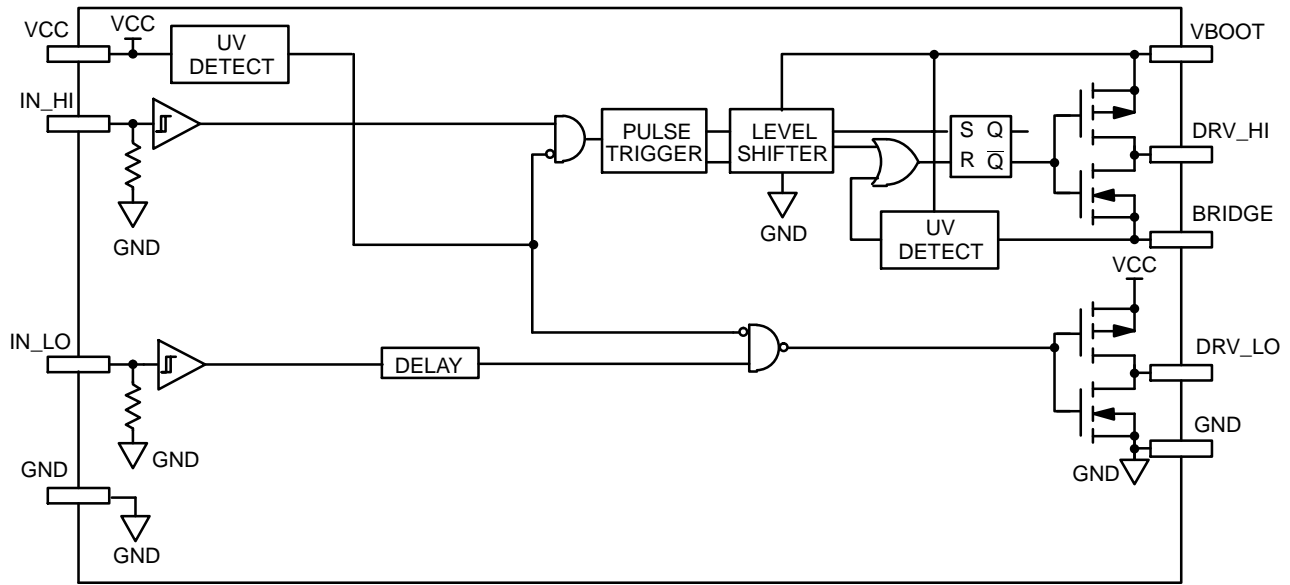 VCC
VCC
UV
DETECT
VBOOT
IN_HI
PULSE
TRIGGER
LEVEL
SHIFTER
S Q
R Q̅
DRV_HI
GND
GND
UV
DETECT
BRIDGE
VCC
IN_LO
DELAY
DRV_LO
GND
GND
GND
GND
GND